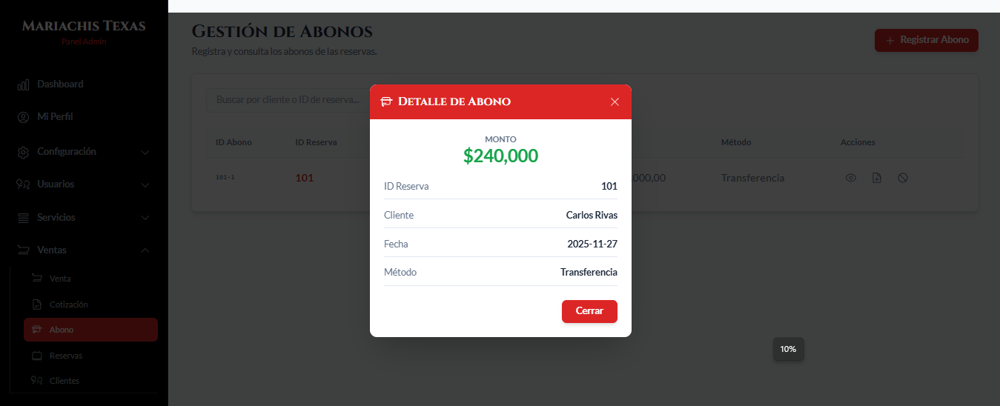 Mariachis Texas
Panel Admin
Dashboard
Mi Perfil
Configuración
Usuarios
Servicios
Ventas
Venta
Cotización
Abono
Reservas
Clientes
Gestión de Abonos
Registra y consulta los abonos de las reservas.
+ Registrar Abono
Buscar por cliente o ID de reserva...
ID Abono ID Reserva Método Acciones
101-1 101 000,00 Transferencia
Detalle de Abono
MONTO
$240,000
ID Reserva 101
Cliente Carlos Rivas
Fecha 2025-11-27
Método Transferencia
Cerrar
10%